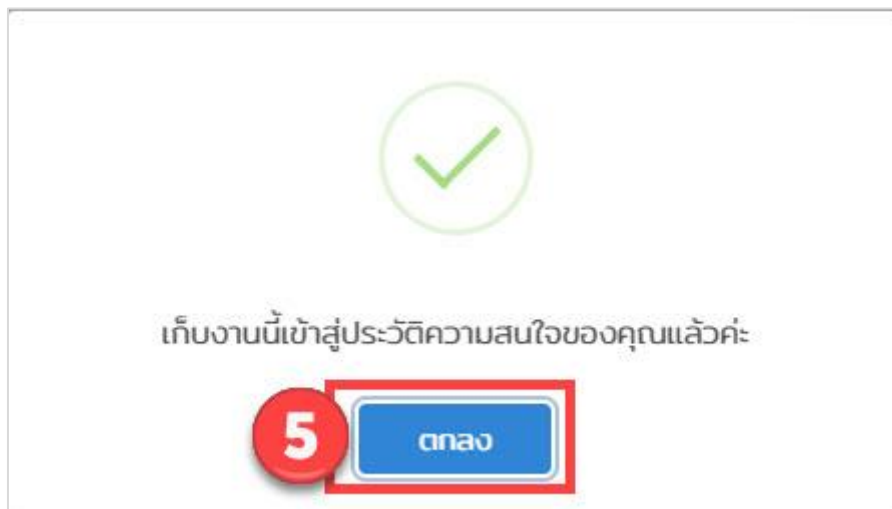 เก็บงานนี้เข้าสู่ประวัติความสนใจของคุณแล้วค่ะ
5 ตกลง